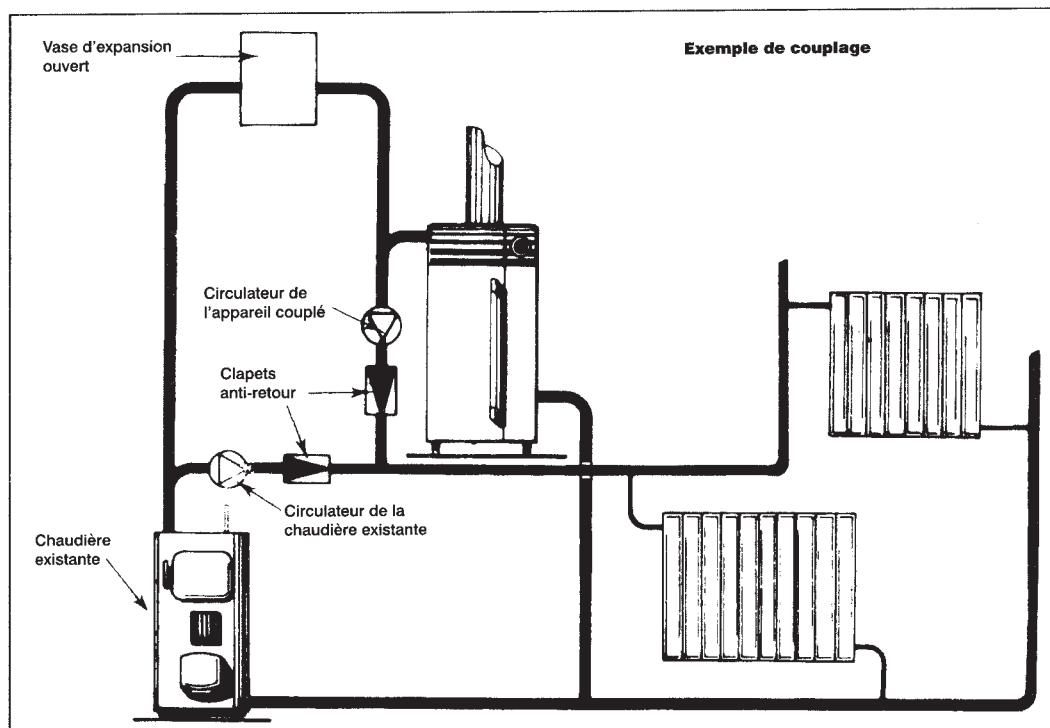 Vase d'expansion
ouvert
Exemple de couplage
Circulateur de
l'appareil couplé
Clapets
anti-retour
Circulateur de la
chaudière existante
Chaudière
existante